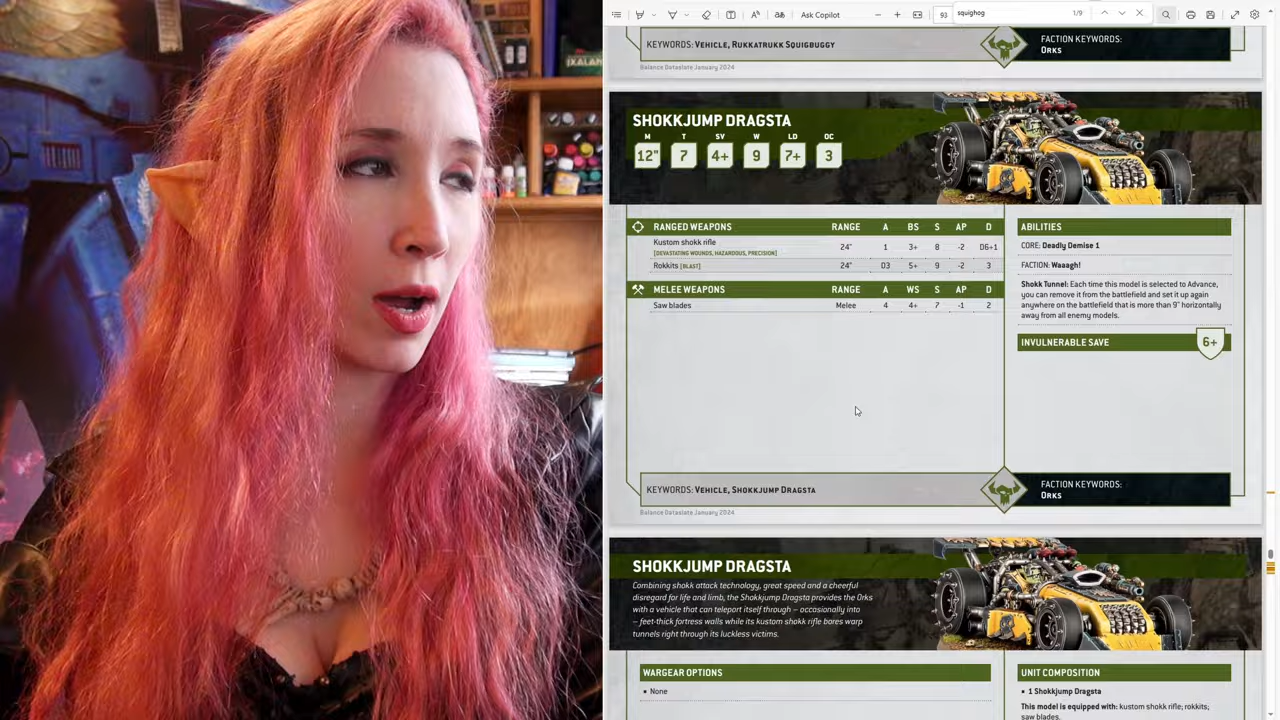 IXALAN
Ask Copilot
93
squighog
1/9
KEYWORDS: VEHICLE, RUKKATRUKK SQUIGBUGGY
FACTION KEYWORDS:
ORKS
Balance Dataslate January 2024
SHOKKJUMP DRAGSTA
M T SV W LD OC
12" 7 4+ 9 7+ 3
RANGED WEAPONS RANGE A BS S AP D
Kustom shokk rifle 24" 1 3+ 8 -2 D6+1
[DEVASTATING WOUNDS, HAZARDOUS, PRECISION]
Rokkits [BLAST] 24" D3 5+ 9 -2 3
MELEE WEAPONS RANGE A WS S AP D
Saw blades Melee 4 4+ 7 -1 2
ABILITIES
CORE: Deadly Demise 1
FACTION: Waaagh!
Shokk Tunnel: Each time this model is selected to Advance,
you can remove it from the battlefield and set it up again
anywhere on the battlefield that is more than 9" horizontally
away from all enemy models.
INVULNERABLE SAVE 6+
KEYWORDS: VEHICLE, SHOKKJUMP DRAGSTA
FACTION KEYWORDS:
ORKS
Balance Dataslate January 2024
SHOKKJUMP DRAGSTA
Combining shokk attack technology, great speed and a cheerful
disregard for life and limb, the Shokkjump Dragsta provides the Orks
with a vehicle that can teleport itself through – occasionally into
– feet-thick fortress walls while its kustom shokk rifle bores warp
tunnels right through its luckless victims.
WARGEAR OPTIONS
▪ None
UNIT COMPOSITION
▪ 1 Shokkjump Dragsta
This model is equipped with: kustom shokk rifle; rokkits;
saw blades.